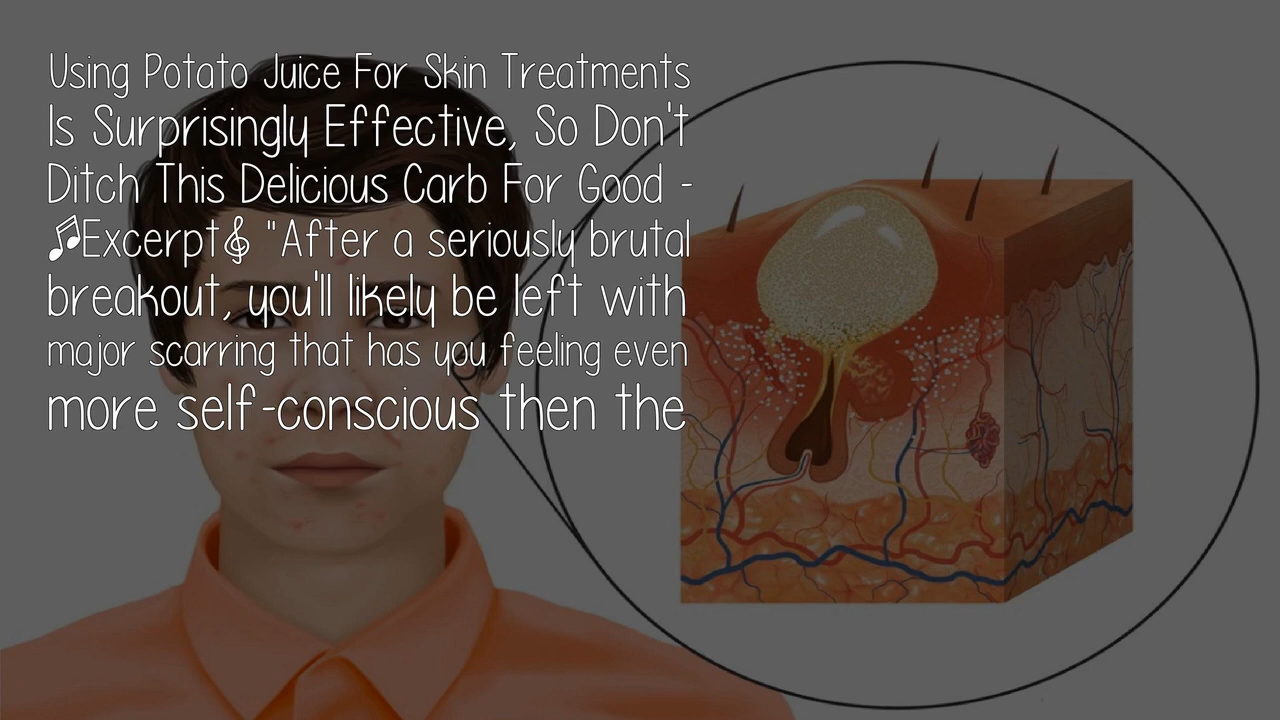 Using Potato Juice For Skin Treatments
Is Surprisingly Effective, So Don't
Ditch This Delicious Carb For Good -
🎵Excerpt𝄞 "After a seriously brutal
breakout, you'll likely be left with
major scarring that has you feeling even
more self-conscious then the